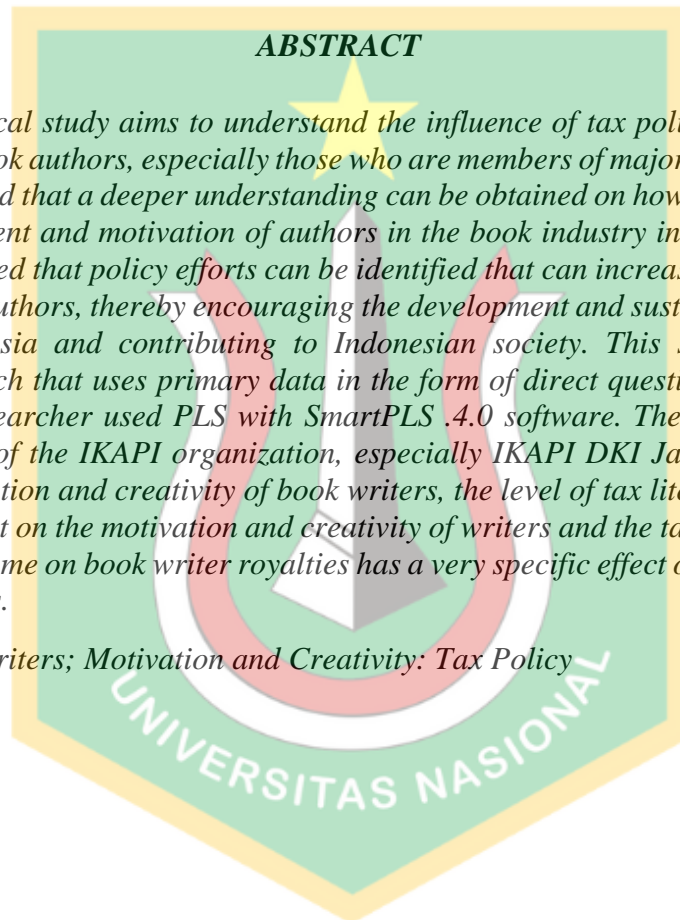 ABSTRACT
cal study aims to understand the influence of tax poli
ok authors, especially those who are members of major
d that a deeper understanding can be obtained on how
ent and motivation of authors in the book industry in
ed that policy efforts can be identified that can increas
uthors, thereby encouraging the development and sust
sia and contributing to Indonesian society. This s
ch that uses primary data in the form of direct questi
earcher used PLS with SmartPLS .4.0 software. The
of the IKAPI organization, especially IKAPI DKI Ja
tion and creativity of book writers, the level of tax lite
t on the motivation and creativity of writers and the ta
me on book writer royalties has a very specific effect o
.
riters; Motivation and Creativity: Tax Policy
UNIVERSITAS NASIONAL